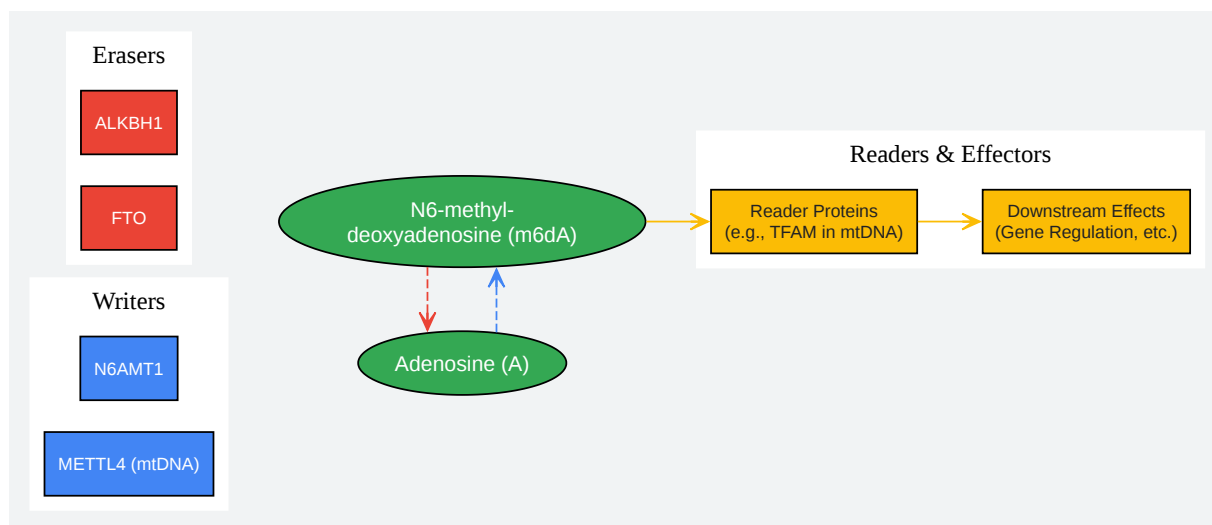 Erasers
ALKBH1
FTO
Writers
N6AMT1
METTL4 (mtDNA)
N6-methyl-
deoxyadenosine (m6dA)
Adenosine (A)
Readers & Effectors
Reader Proteins
(e.g., TFAM in mtDNA)
Downstream Effects
(Gene Regulation, etc.)